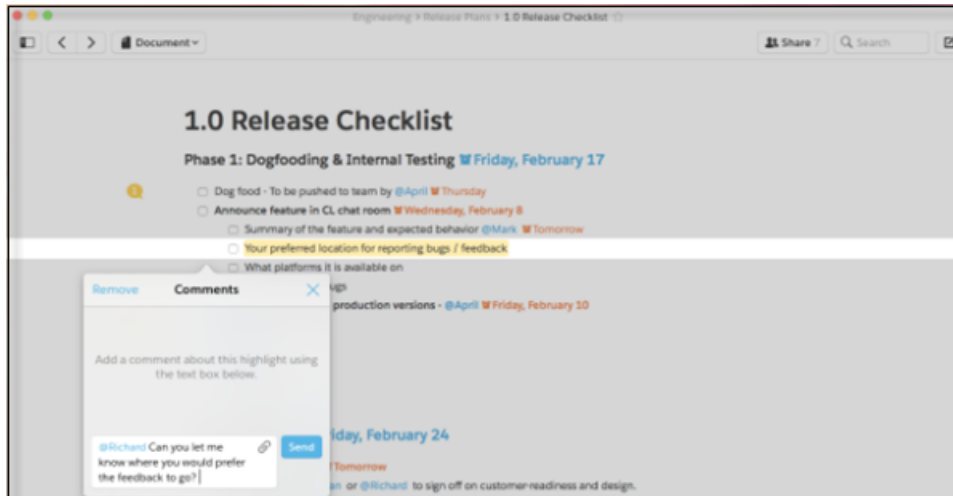 Engineering > Release Plans > 1.0 Release Checklist
Document
Share 7
Search
1.0 Release Checklist
Phase 1: Dogfooding & Internal Testing Friday, February 17
1
Dog food - To be pushed to team by @April Thursday
Announce feature in CL chat room Wednesday, February 8
Summary of the feature and expected behavior @Mark Tomorrow
Your preferred location for reporting bugs / feedback
What platforms it is available on
ugs
production versions - @April Friday, February 10
Remove Comments
Add a comment about this highlight using
the text box below.
@Richard Can you let me
know where you would prefer
the feedback to go?
Send
iday, February 24
Tomorrow
an or @Richard to sign off on customer-readiness and design.